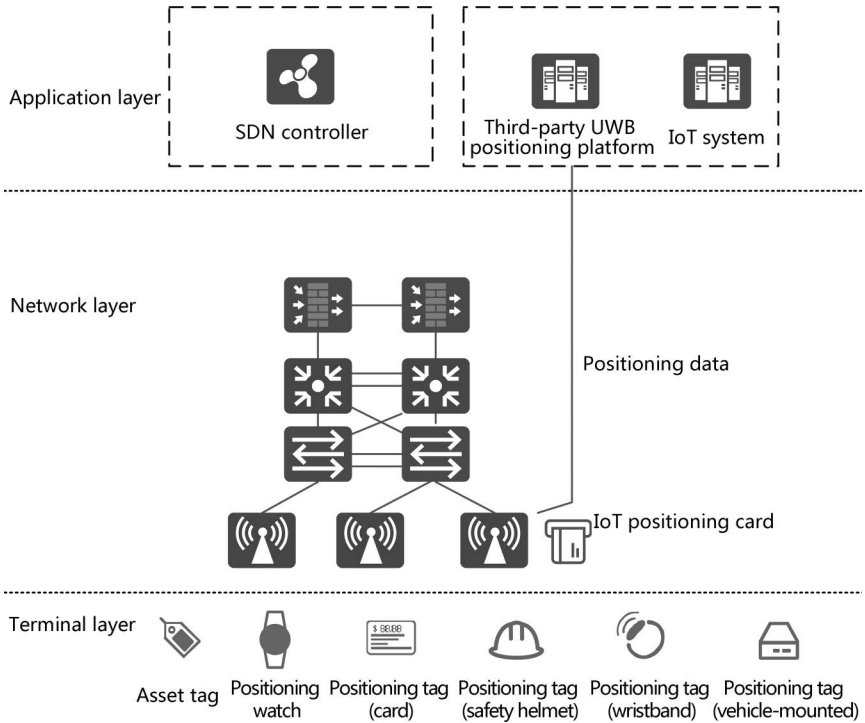 Application layer
SDN controller
Third-party UWB
positioning platform
IoT system
Network layer
Positioning data
IoT positioning card
Terminal layer
$ 88.88
Asset tag
Positioning
watch
Positioning tag
(card)
Positioning tag
(safety helmet)
Positioning tag
(wristband)
Positioning tag
(vehicle-mounted)